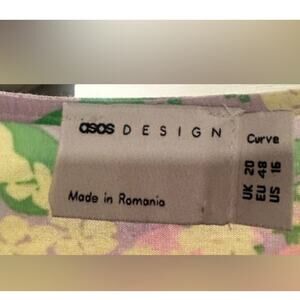 asos DESIGN
Made in Romania
Curve
UK 20
EU 48
US 16